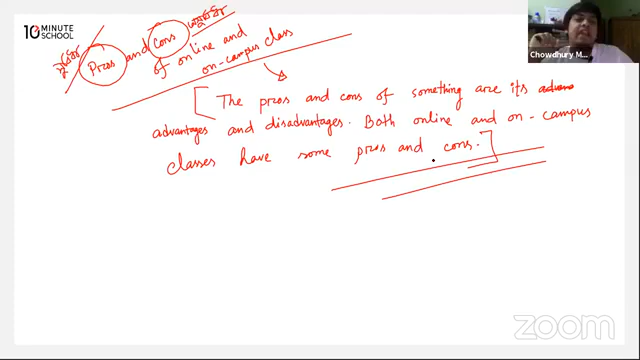 10 MINUTE SCHOOL
Pros and Cons
of online and
on-campus class
The pros and cons of something are its
advantages and disadvantages. Both online and on-campus
classes have some pros and cons.
Chowdhury M...
zoom